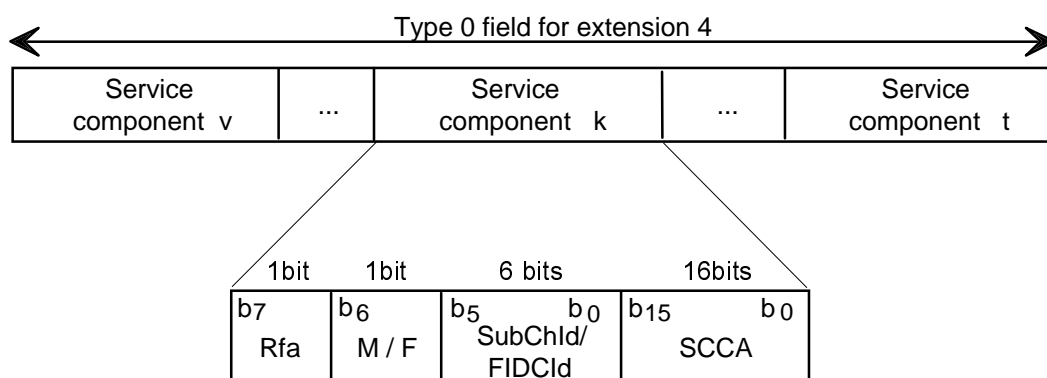 Type 0 field for extension 4
Service component v ... Service component k ... Service component t
1bit 1bit 6 bits 16bits
b7 b6 b5 b0 b15 b0
Rfa M / F SubChId/ FIDCId SCCA